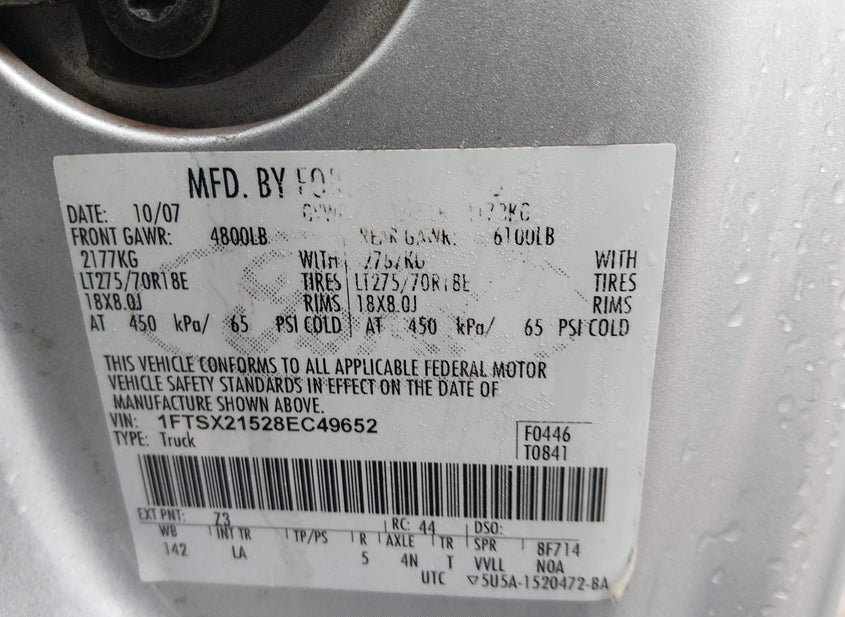 MFD. BY
DATE: 10/07
FRONT GAWR: 4800LB REAR GAWR: 6100LB
2177KG WITH 2767KG WITH
LT275/70R18E TIRES LT275/70R18E TIRES
18X8.0J RIMS 18X8.0J RIMS
AT 450 kPa/ 65 PSI COLD AT 450 kPa/ 65 PSI COLD
THIS VEHICLE CONFORMS TO ALL APPLICABLE FEDERAL MOTOR
VEHICLE SAFETY STANDARDS IN EFFECT ON THE DATE OF
MANUFACTURE SHOWN ABOVE.
VIN: 1FTSX21528EC49652
TYPE: Truck
F0446
T0841
EXT PNT: 73 RC: 44 DSO:
WB INT TR TP/PS R AXLE TR SPR 8F714
142 LA 5 4N T VVLL NOA
UTC ▽5U5A-1520472-BA